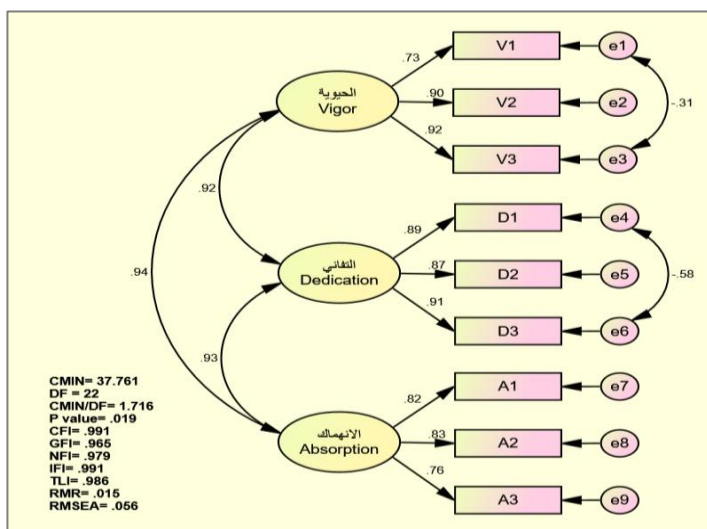 V1
e1
.73
الحيوية
Vigor
.90
V2
e2
-.31
.92
V3
e3
.92
D1
e4
.89
.94
التفاني
Dedication
.87
D2
e5
-.58
.91
D3
e6
.93
CMIN= 37.761
DF = 22
CMIN/DF= 1.716
P value= .019
CFI= .991
GFI= .965
NFI= .979
IFI= .991
TLI= .986
RMR= .015
RMSEA= .056
A1
e7
.82
الانهماك
Absorption
.83
A2
e8
.76
A3
e9